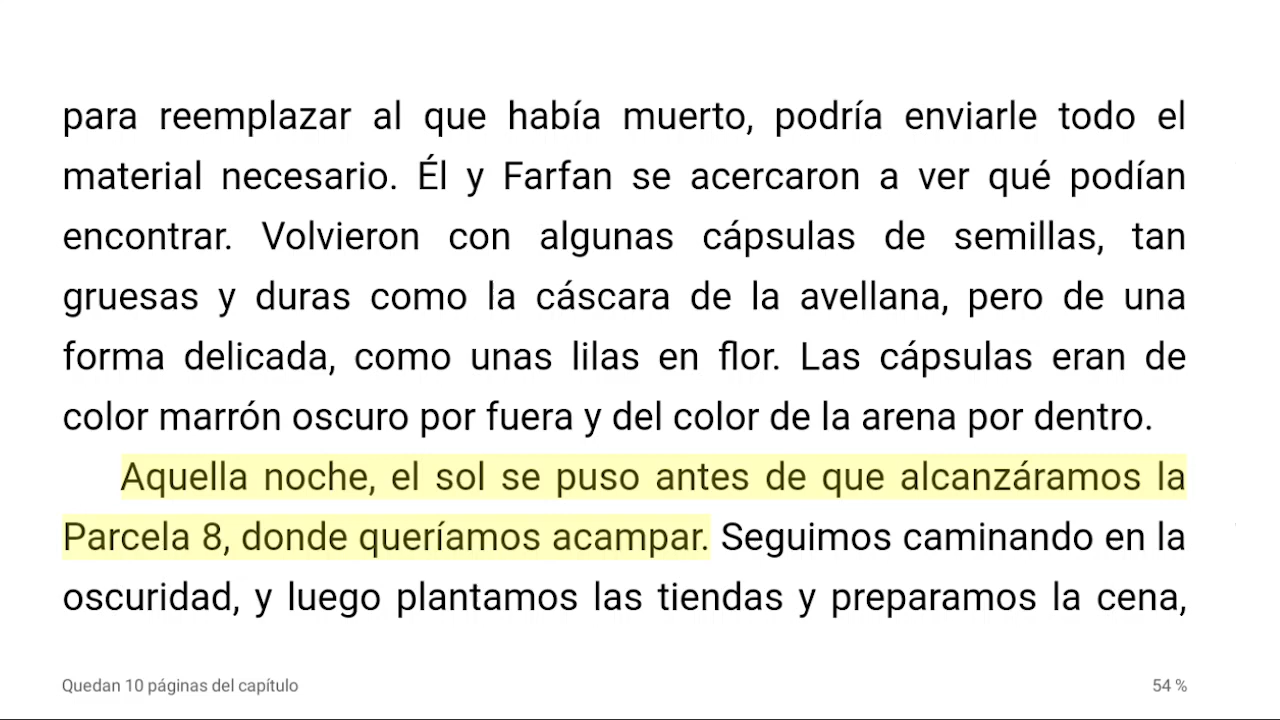 para reemplazar al que había muerto, podría enviarle todo el
material necesario. Él y Farfan se acercaron a ver qué podían
encontrar. Volvieron con algunas cápsulas de semillas, tan
gruesas y duras como la cáscara de la avellana, pero de una
forma delicada, como unas lilas en flor. Las cápsulas eran de
color marrón oscuro por fuera y del color de la arena por dentro.
Aquella noche, el sol se puso antes de que alcanzáramos la
Parcela 8, donde queríamos acampar. Seguimos caminando en la
oscuridad, y luego plantamos las tiendas y preparamos la cena,
Quedan 10 páginas del capítulo
54 %